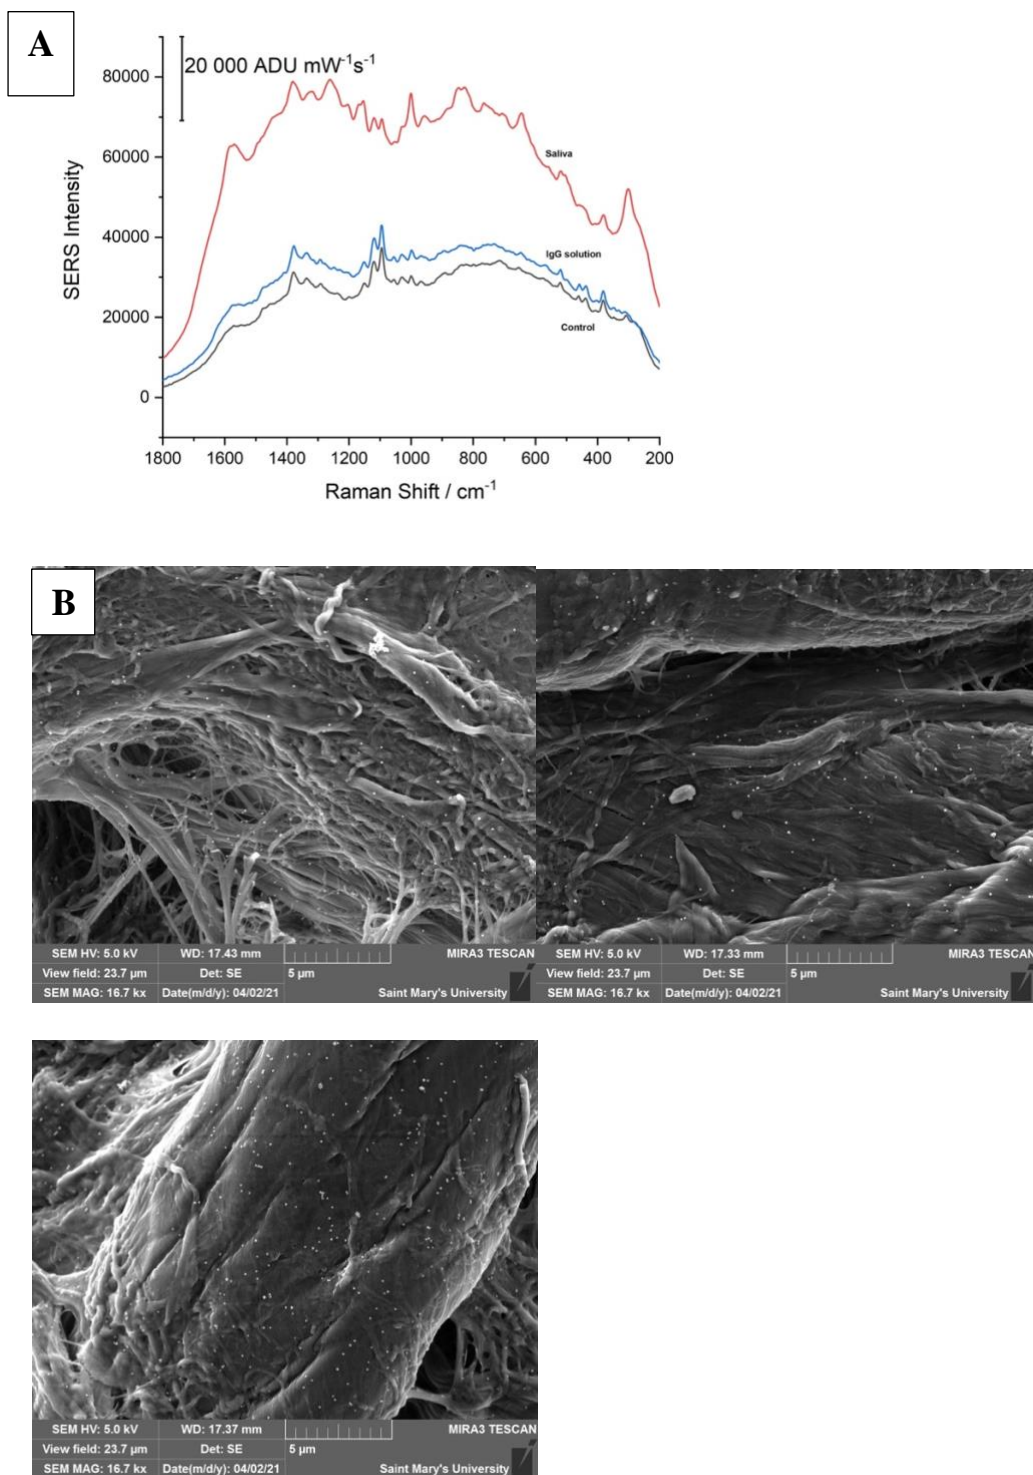 A
20 000 ADU mW-1s-1
80000
60000
40000
20000
0
SERS Intensity
Saliva
IgG solution
Control
1800 1600 1400 1200 1000 800 600 400 200
Raman Shift / cm-1
B
SEM HV: 5.0 kV WD: 17.43 mm MIRA3 TESCAN
View field: 23.7 µm Det: SE 5 µm
SEM MAG: 16.7 kx Date(m/d/y): 04/02/21 Saint Mary's University
SEM HV: 5.0 kV WD: 17.33 mm MIRA3 TESCAN
View field: 23.7 µm Det: SE 5 µm
SEM MAG: 16.7 kx Date(m/d/y): 04/02/21 Saint Mary's University
SEM HV: 5.0 kV WD: 17.37 mm MIRA3 TESCAN
View field: 23.7 µm Det: SE 5 µm
SEM MAG: 16.7 kx Date(m/d/y): 04/02/21 Saint Mary's University